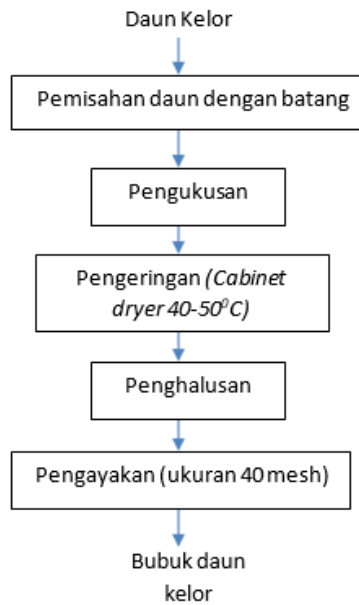 Daun Kelor
Pemisahan daun dengan batang
Pengukusan
Pengeringan (Cabinet
dryer 40-50⁰C)
Penghalusan
Pengayakan (ukuran 40 mesh)
Bubuk daun
kelor